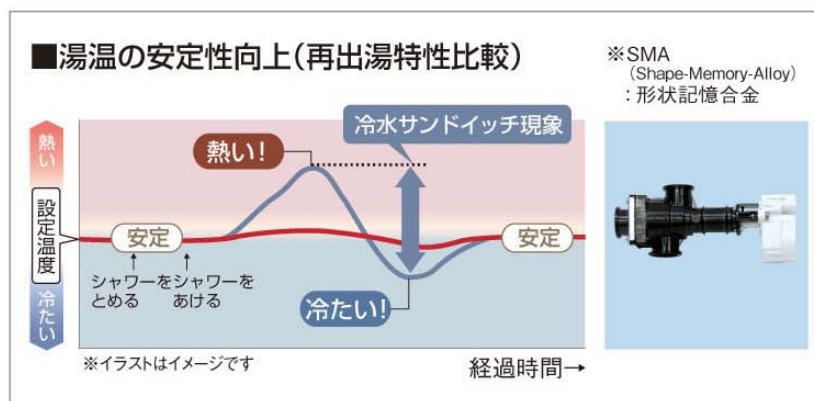 ■湯温の安定性向上(再出湯特性比較)
※SMA
(Shape-Memory-Alloy)
:形状記憶合金
冷水サンドイッチ現象
熱い!
熱い
設定温度
冷たい
安定
安定
シャワーを
とめる
シャワーを
あける
冷たい!
※イラストはイメージです
経過時間→